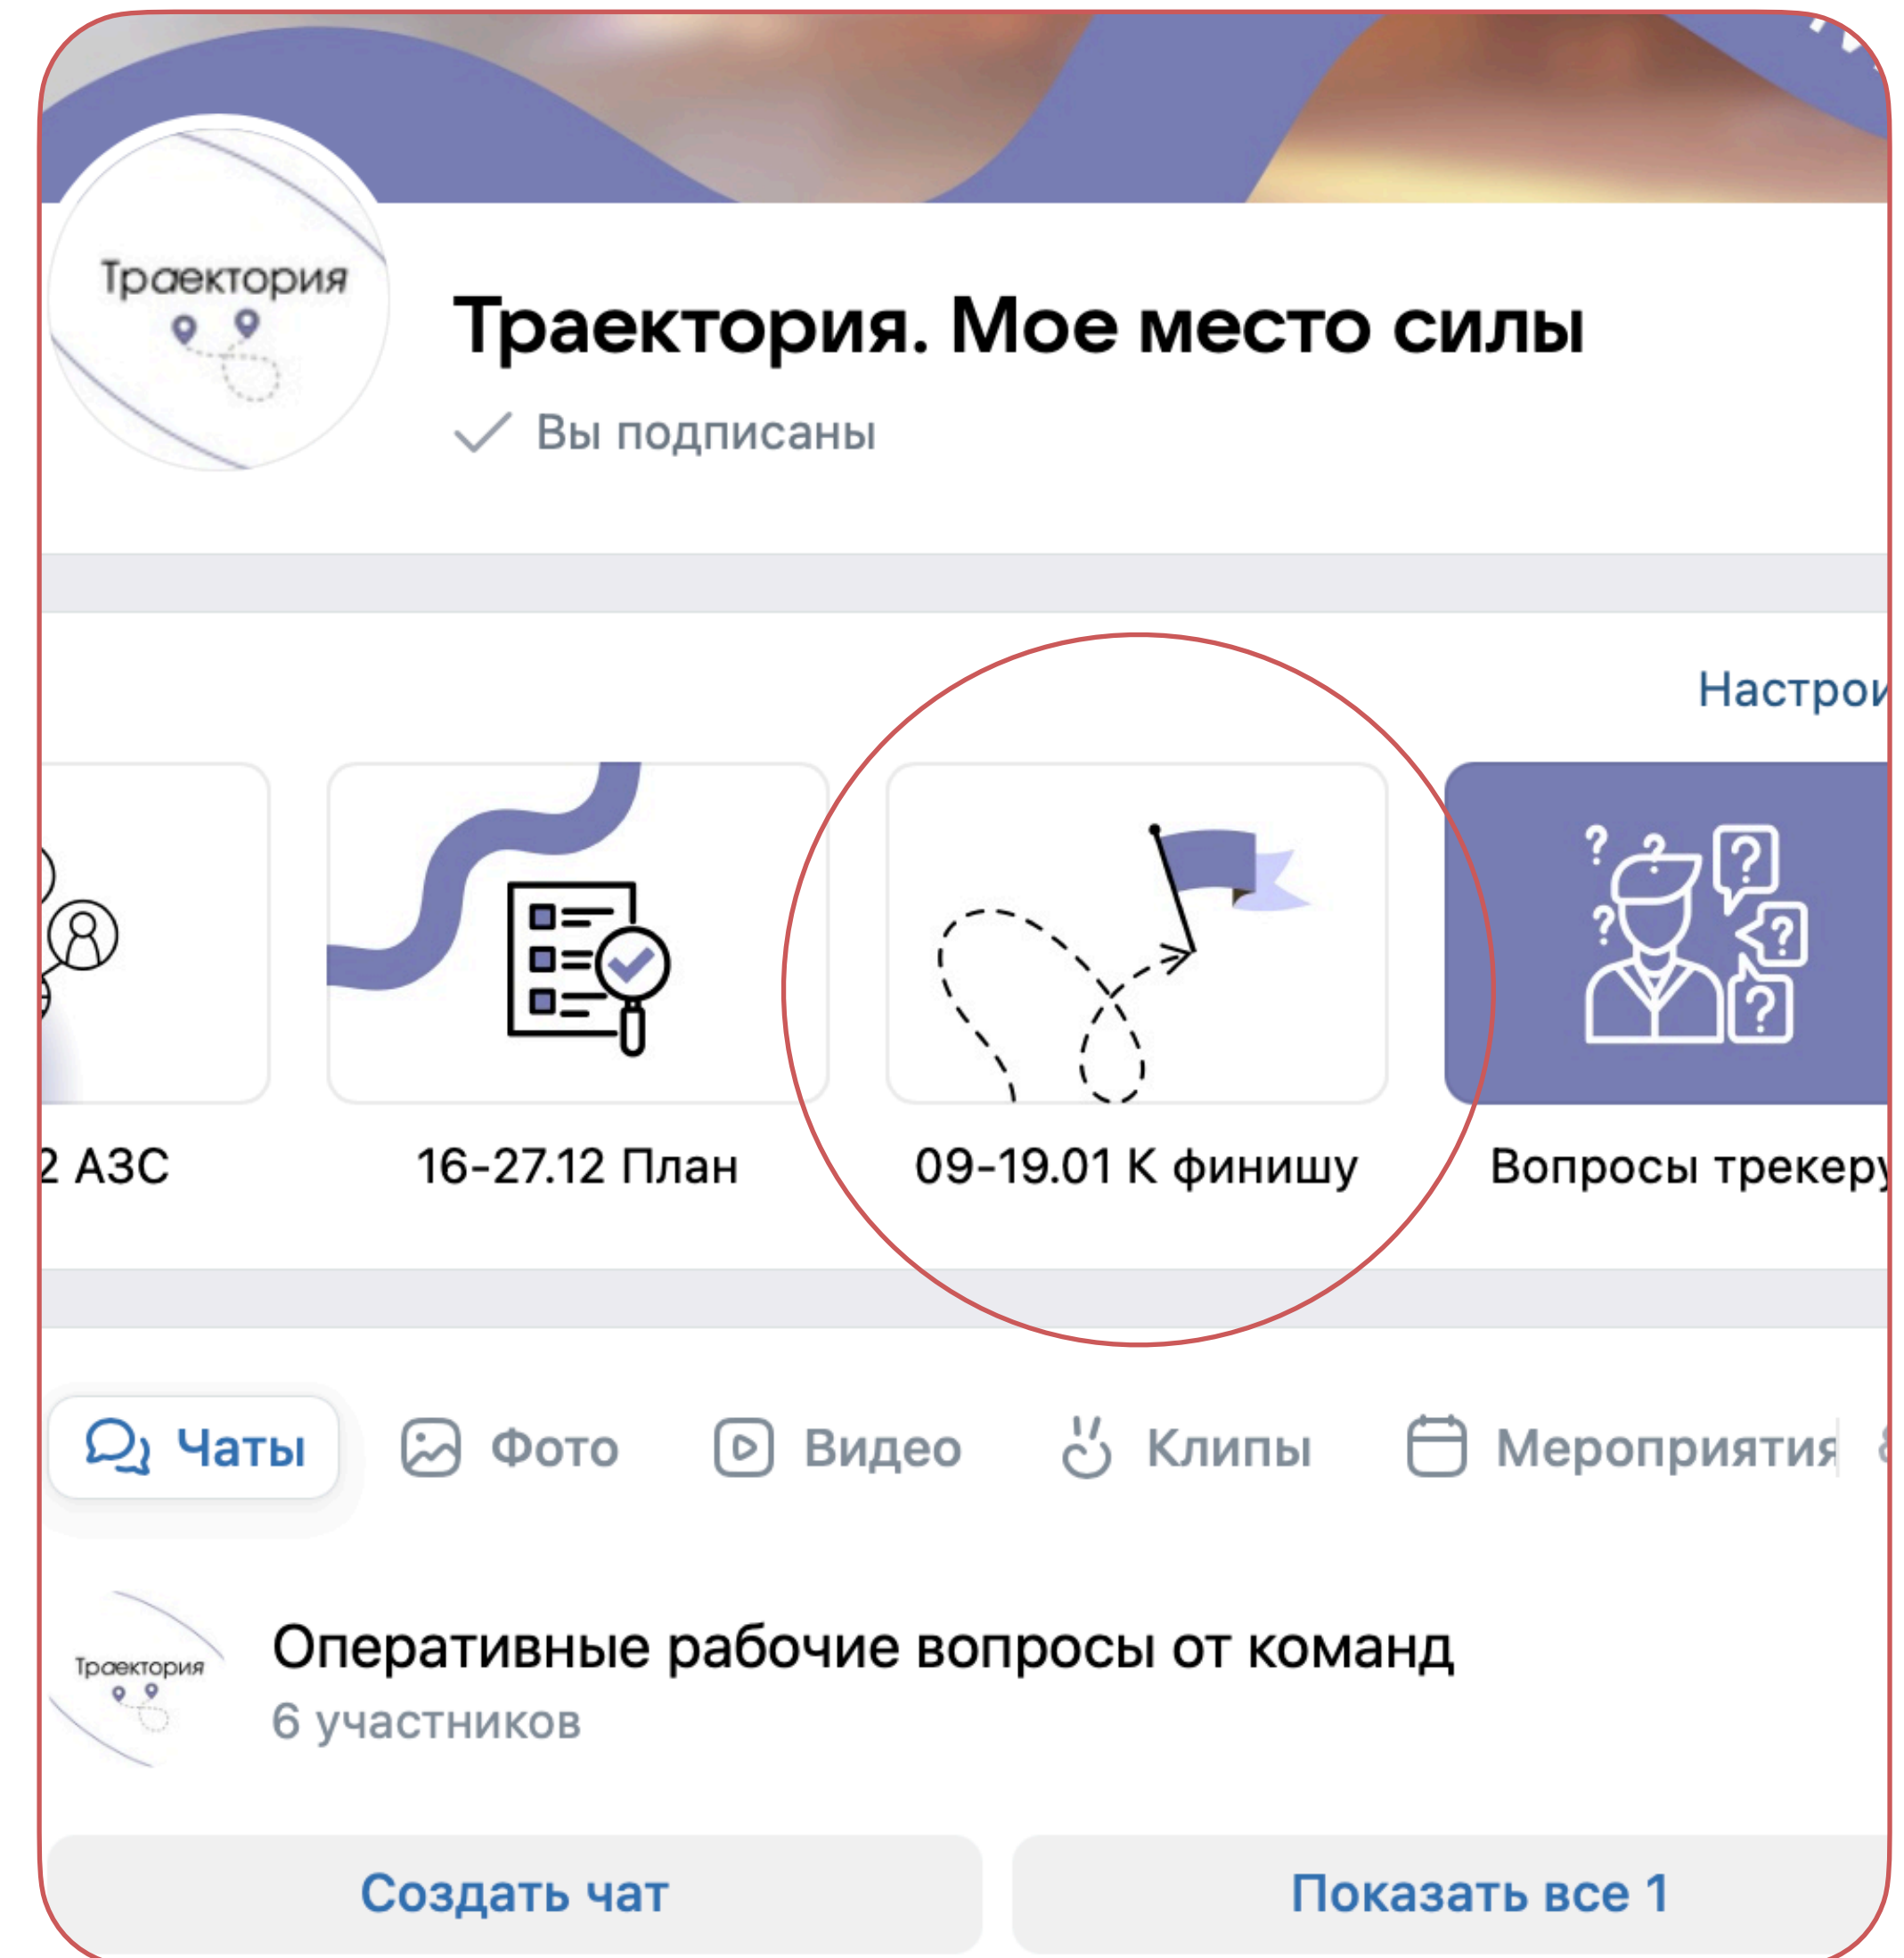 Траектория
Траектория. Мое место силы
Вы подписаны
2 АЗС
16-27.12 План
09-19.01 К финишу
Вопросы трекеру
Чаты
Фото
Видео
Клипы
Мероприятия
Траектория
Оперативные рабочие вопросы от команд
6 участников
Создать чат
Показать все 1